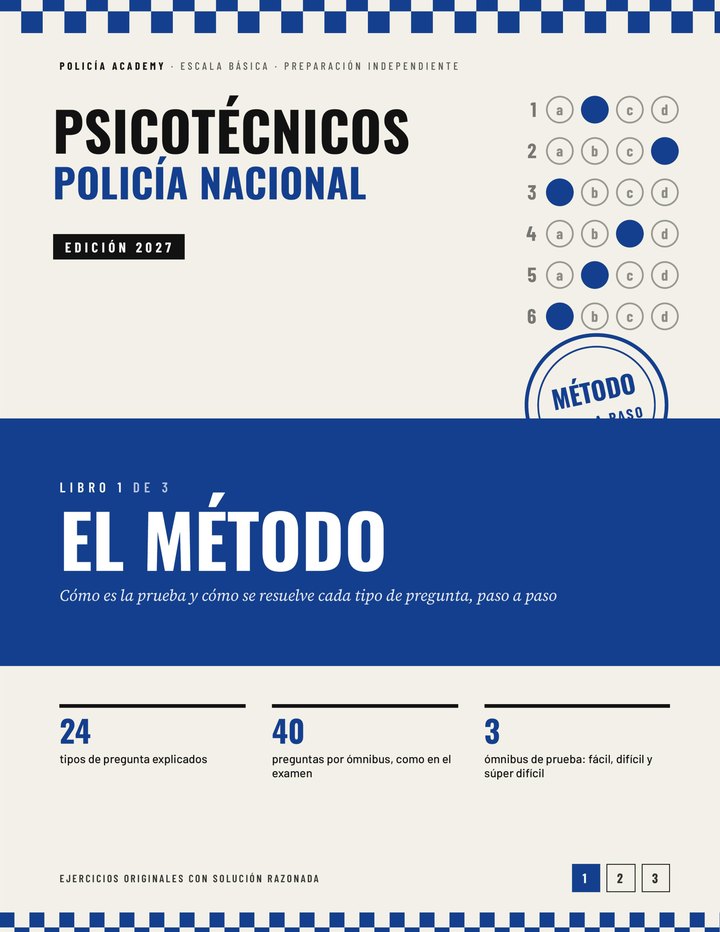 POLICÍA ACADEMY · ESCALA BÁSICA · PREPARACIÓN INDEPENDIENTE
PSICOTÉCNICOS
POLICÍA NACIONAL
EDICIÓN 2027
1 a c d
2 a b c
3 b c d
4 a b d
5 a c d
6 b c d
MÉTODO
A PASO
LIBRO 1 DE 3
EL MÉTODO
Cómo es la prueba y cómo se resuelve cada tipo de pregunta, paso a paso
24
tipos de pregunta explicados
40
preguntas por ómnibus, como en el
examen
3
ómnibus de prueba: fácil, difícil y
súper difícil
EJERCICIOS ORIGINALES CON SOLUCIÓN RAZONADA
1 2 3